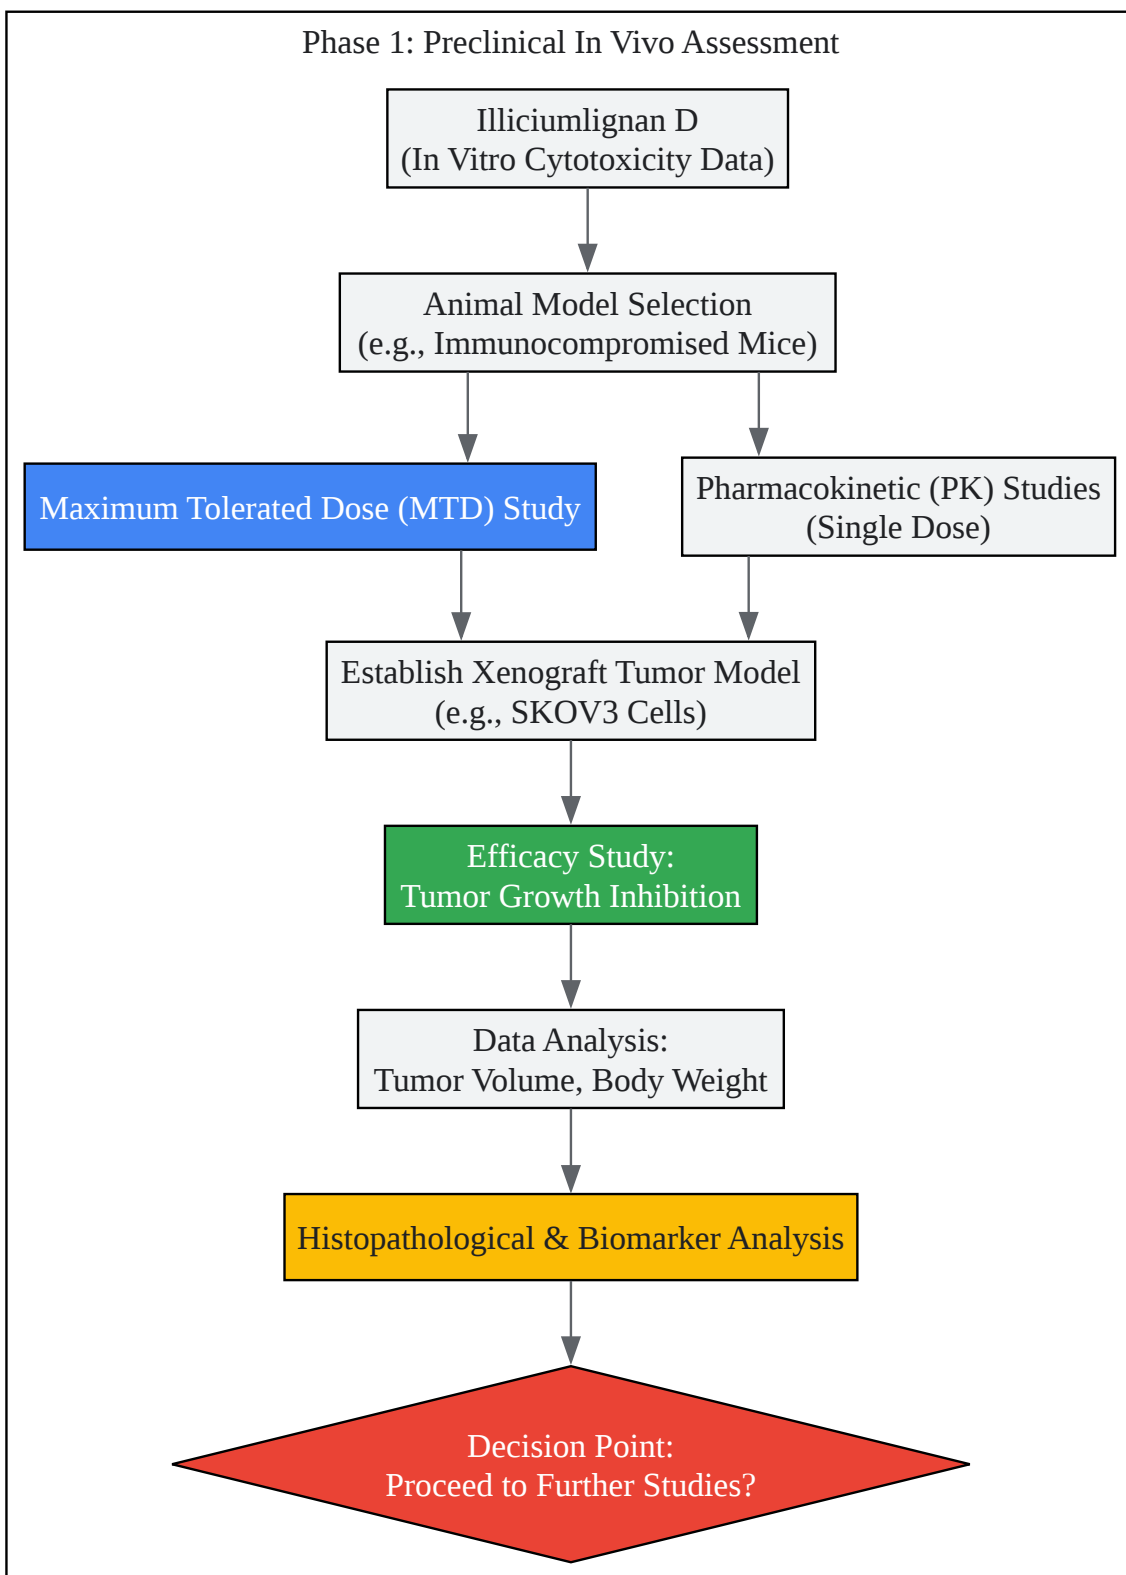 Phase 1: Preclinical In Vivo Assessment
Illiciumlignan D
(In Vitro Cytotoxicity Data)
Animal Model Selection
(e.g., Immunocompromised Mice)
Maximum Tolerated Dose (MTD) Study
Pharmacokinetic (PK) Studies
(Single Dose)
Establish Xenograft Tumor Model
(e.g., SKOV3 Cells)
Efficacy Study:
Tumor Growth Inhibition
Data Analysis:
Tumor Volume, Body Weight
Histopathological & Biomarker Analysis
Decision Point:
Proceed to Further Studies?